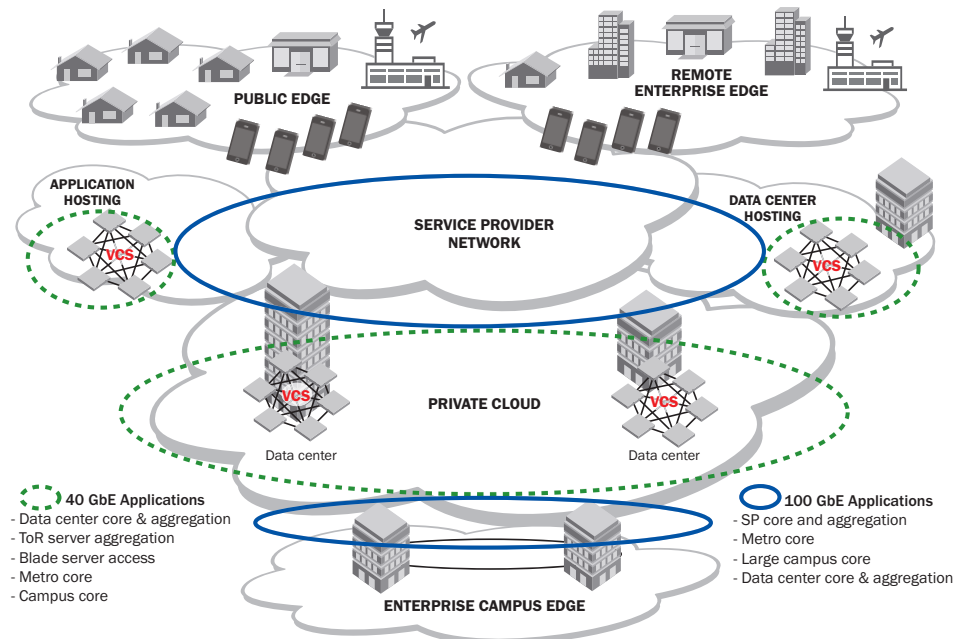 PUBLIC EDGE
REMOTE
ENTERPRISE EDGE
APPLICATION
HOSTING
VCS
SERVICE PROVIDER
NETWORK
DATA CENTER
HOSTING
VCS
VCS
Data center
PRIVATE CLOUD
VCS
Data center
40 GbE Applications
- Data center core & aggregation
- ToR server aggregation
- Blade server access
- Metro core
- Campus core
100 GbE Applications
- SP core and aggregation
- Metro core
- Large campus core
- Data center core & aggregation
ENTERPRISE CAMPUS EDGE